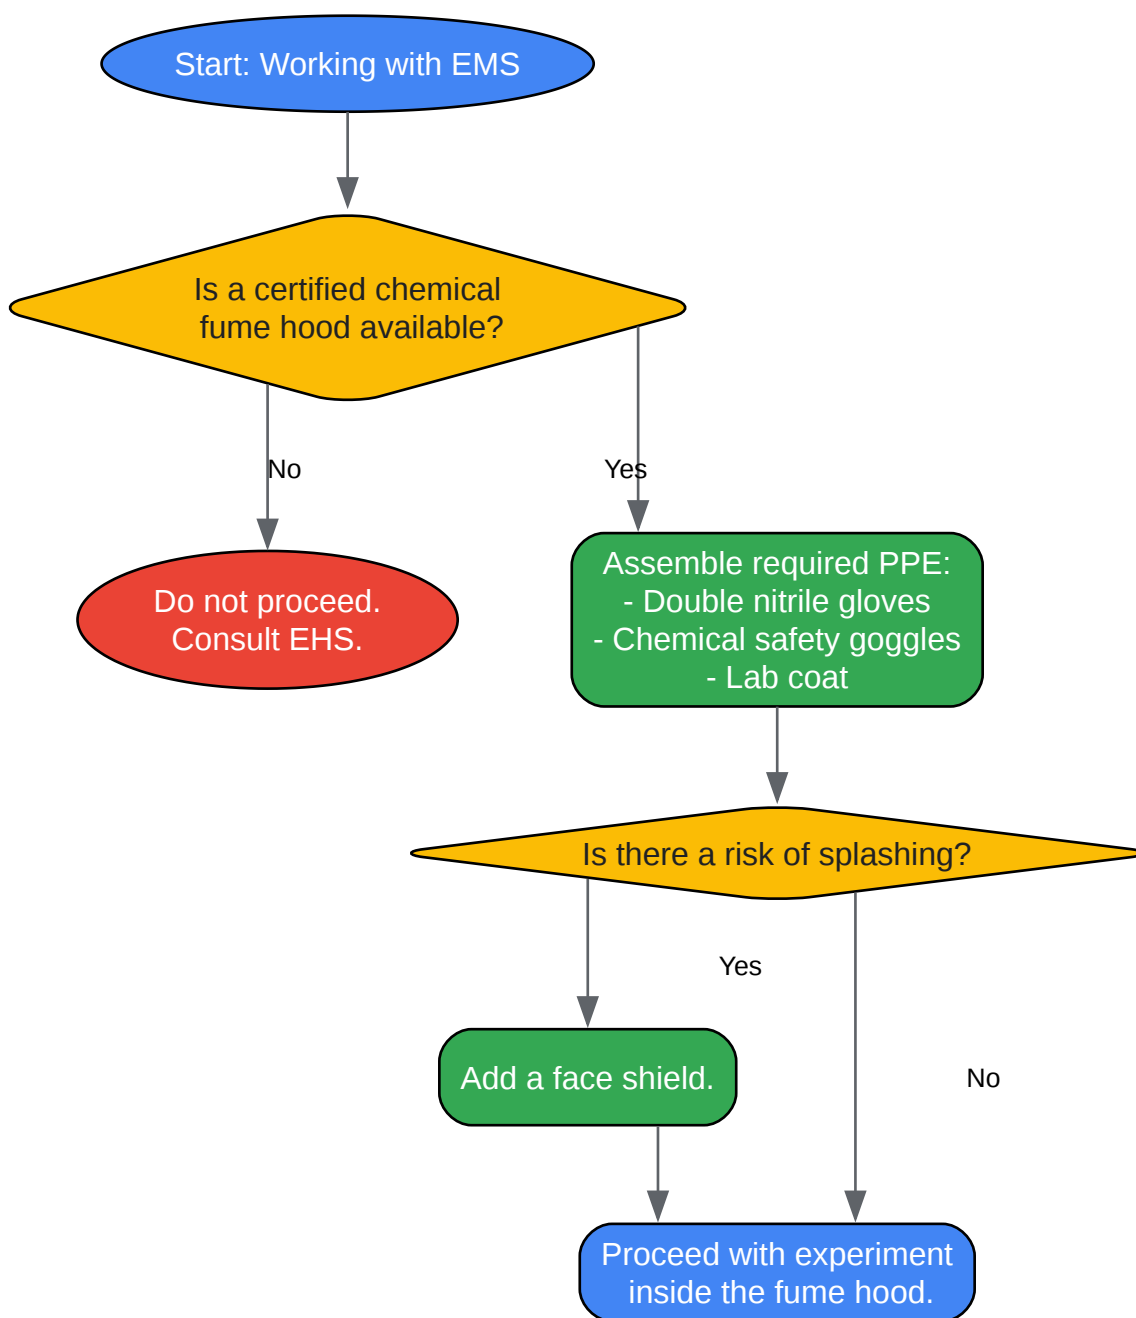 Start: Working with EMS
Is a certified chemical
fume hood available?
No
Yes
Do not proceed.
Consult EHS.
Assemble required PPE:
- Double nitrile gloves
- Chemical safety goggles
- Lab coat
Is there a risk of splashing?
Yes
Add a face shield.
No
Proceed with experiment
inside the fume hood.